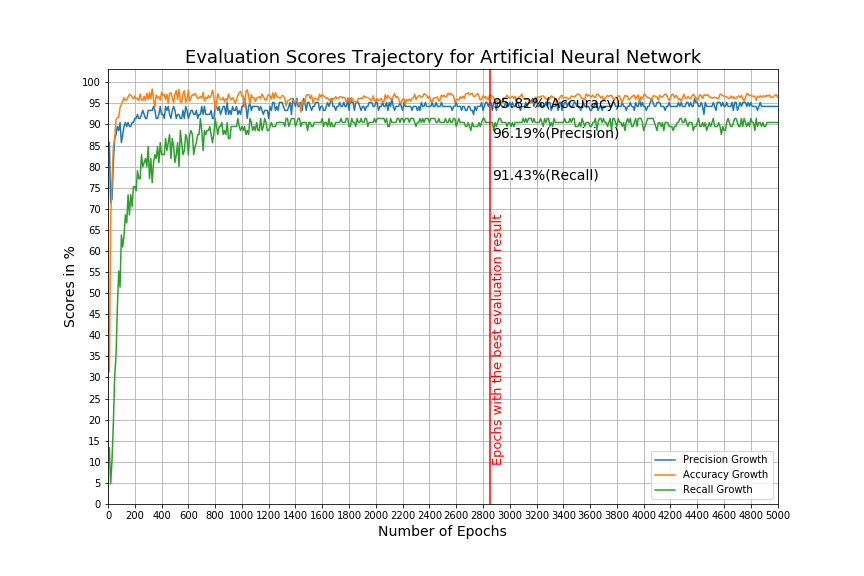 Evaluation Scores Trajectory for Artificial Neural Network
100
95
90
85
80
75
70
65
60
55
50
45
40
35
30
25
20
15
10
5
0
Scores in %
95.82%(Accuracy)
96.19%(Precision)
91.43%(Recall)
Epochs with the best evaluation result
Precision Growth
Accuracy Growth
Recall Growth
0 200 400 600 800 1000 1200 1400 1600 1800 2000 2200 2400 2600 2800 3000 3200 3400 3600 3800 4000 4200 4400 4600 4800 5000
Number of Epochs